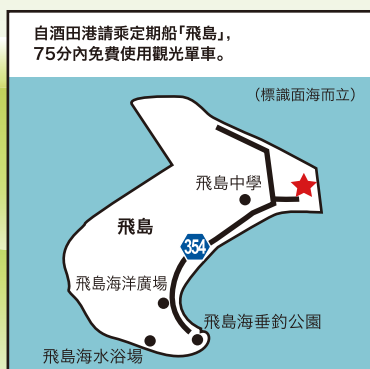 自酒田港請乘定期船「飛島」,
75分內免費使用觀光單車。
（標識面海而立）
飛島中學
飛島
354
飛島海洋廣場
飛島海垂釣公園
飛島海水浴場